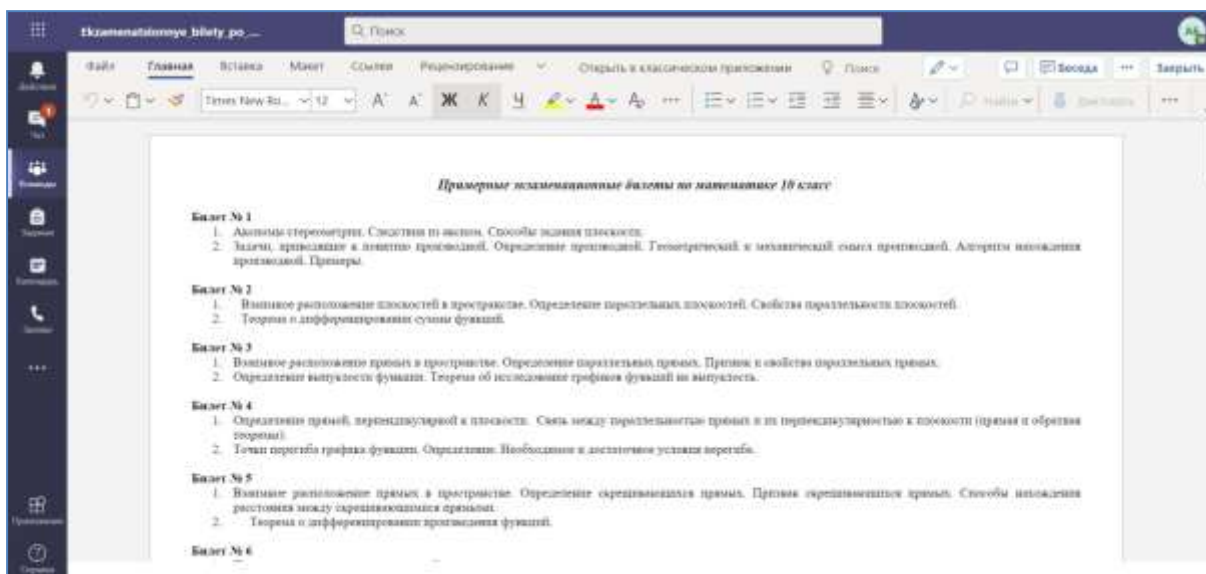 Ekzamenatsionnye_bilety_po_...
Поиск
Файл Главная Вставка Макет Ссылки Рецензирование Открыть в классическом приложении Поиск Беседа ... Закрыть
Times New Ro... 12 Ж К Ч ...
Чат
Команды
Задания
Календарь
Звонки
Приложения
Справка
Примерные экзаменационные билеты по математике 10 класс
Билет № 1
1. Аксиомы стереометрии. Следствия из аксиом. Способы задания плоскости.
2. Задачи, приводящие к понятию производной. Определение производной. Геометрический и механический смысл производной. Алгоритм нахождения
производной. Примеры.
Билет № 2
1. Взаимное расположение плоскостей в пространстве. Определение параллельных плоскостей. Свойства параллельности плоскостей.
2. Теорема о дифференцировании суммы функций.
Билет № 3
1. Взаимное расположение прямых в пространстве. Определение параллельных прямых. Признак и свойства параллельных прямых.
2. Определение выпуклости функции. Теорема об исследование графиков функций на выпуклость.
Билет № 4
1. Определение прямой, перпендикулярной к плоскости. Связь между параллельностью прямых и их перпендикулярностью к плоскости (прямая и обратная
теоремы).
2. Точки перегиба графика функции. Определение. Необходимое и достаточное условия перегиба.
Билет № 5
1. Взаимное расположение прямых в пространстве. Определение скрещивающихся прямых. Признак скрещивающихся прямых. Способы нахождения
расстояния между скрещивающимися прямыми.
2. Теорема о дифференцировании произведения функций.
Билет № 6